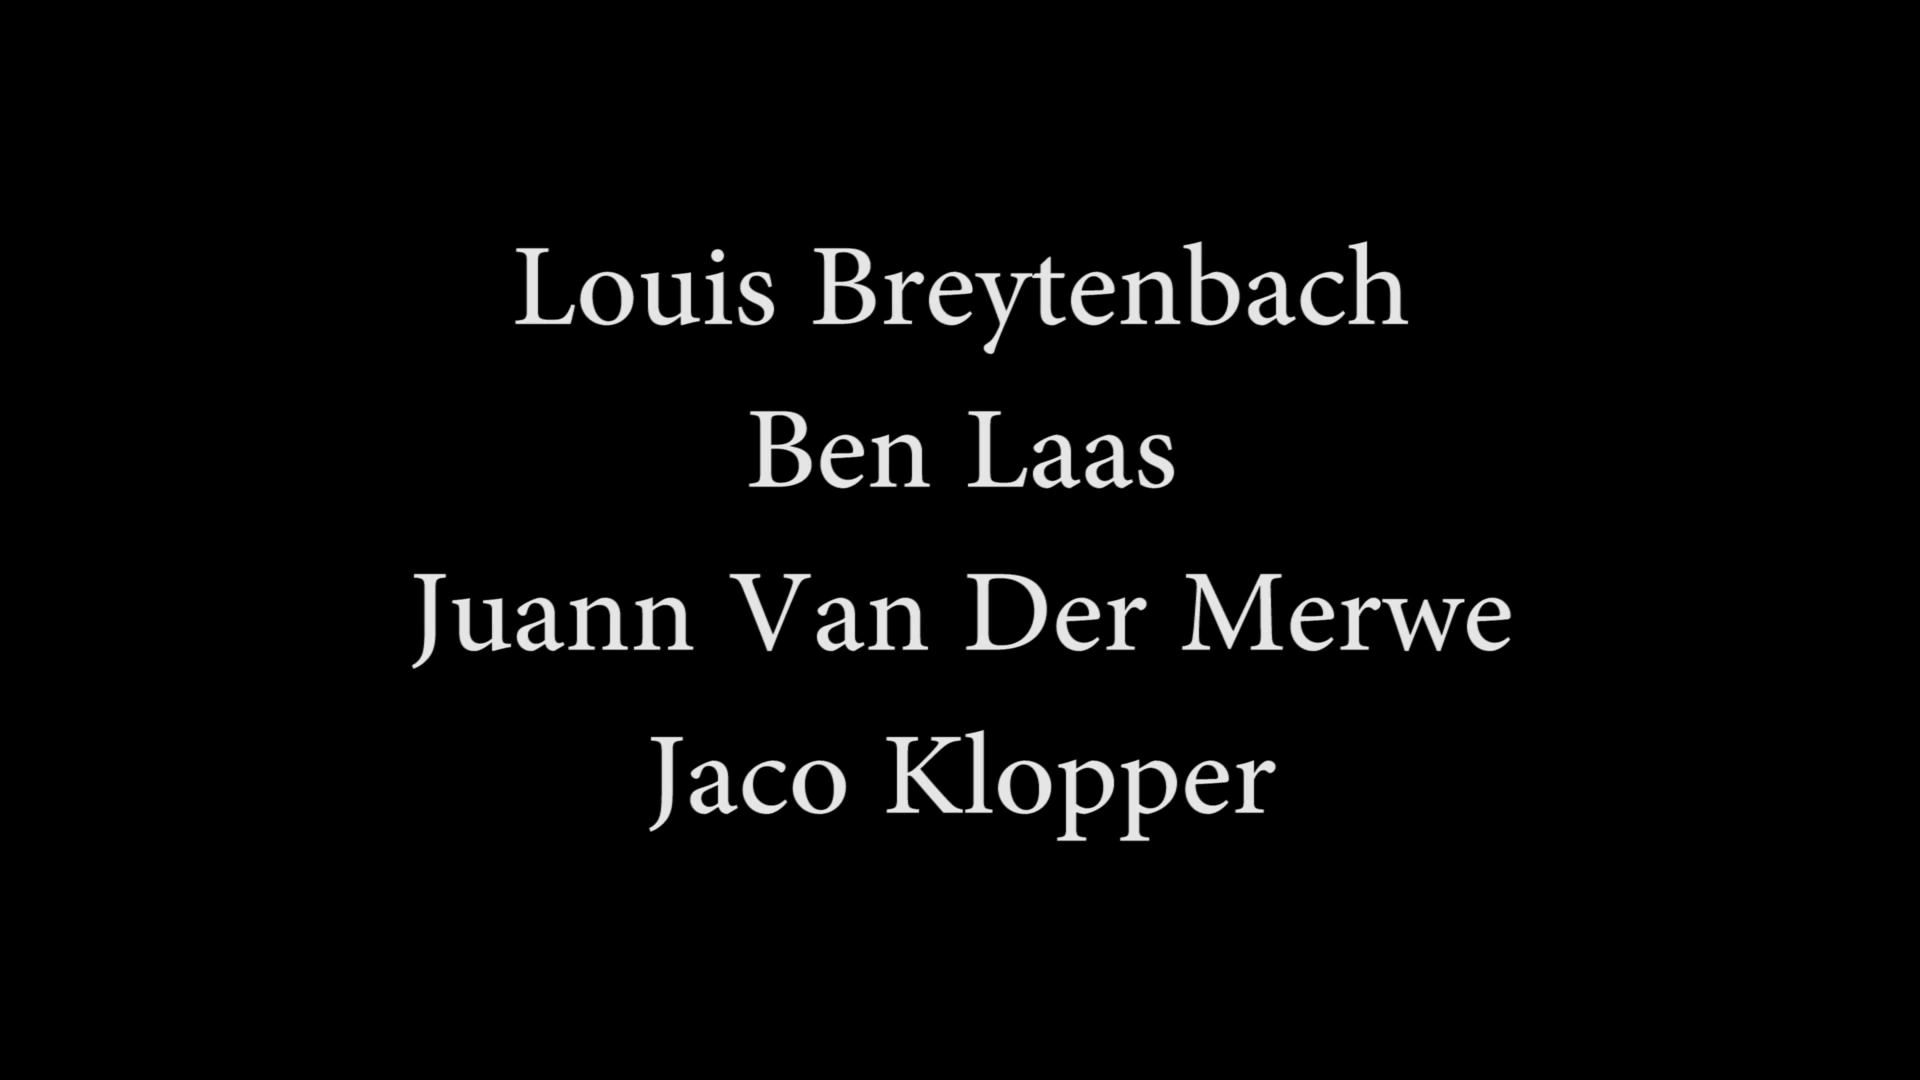 Louis Breytenbach
Ben Laas
Juann Van Der Merwe
Jaco Klopper